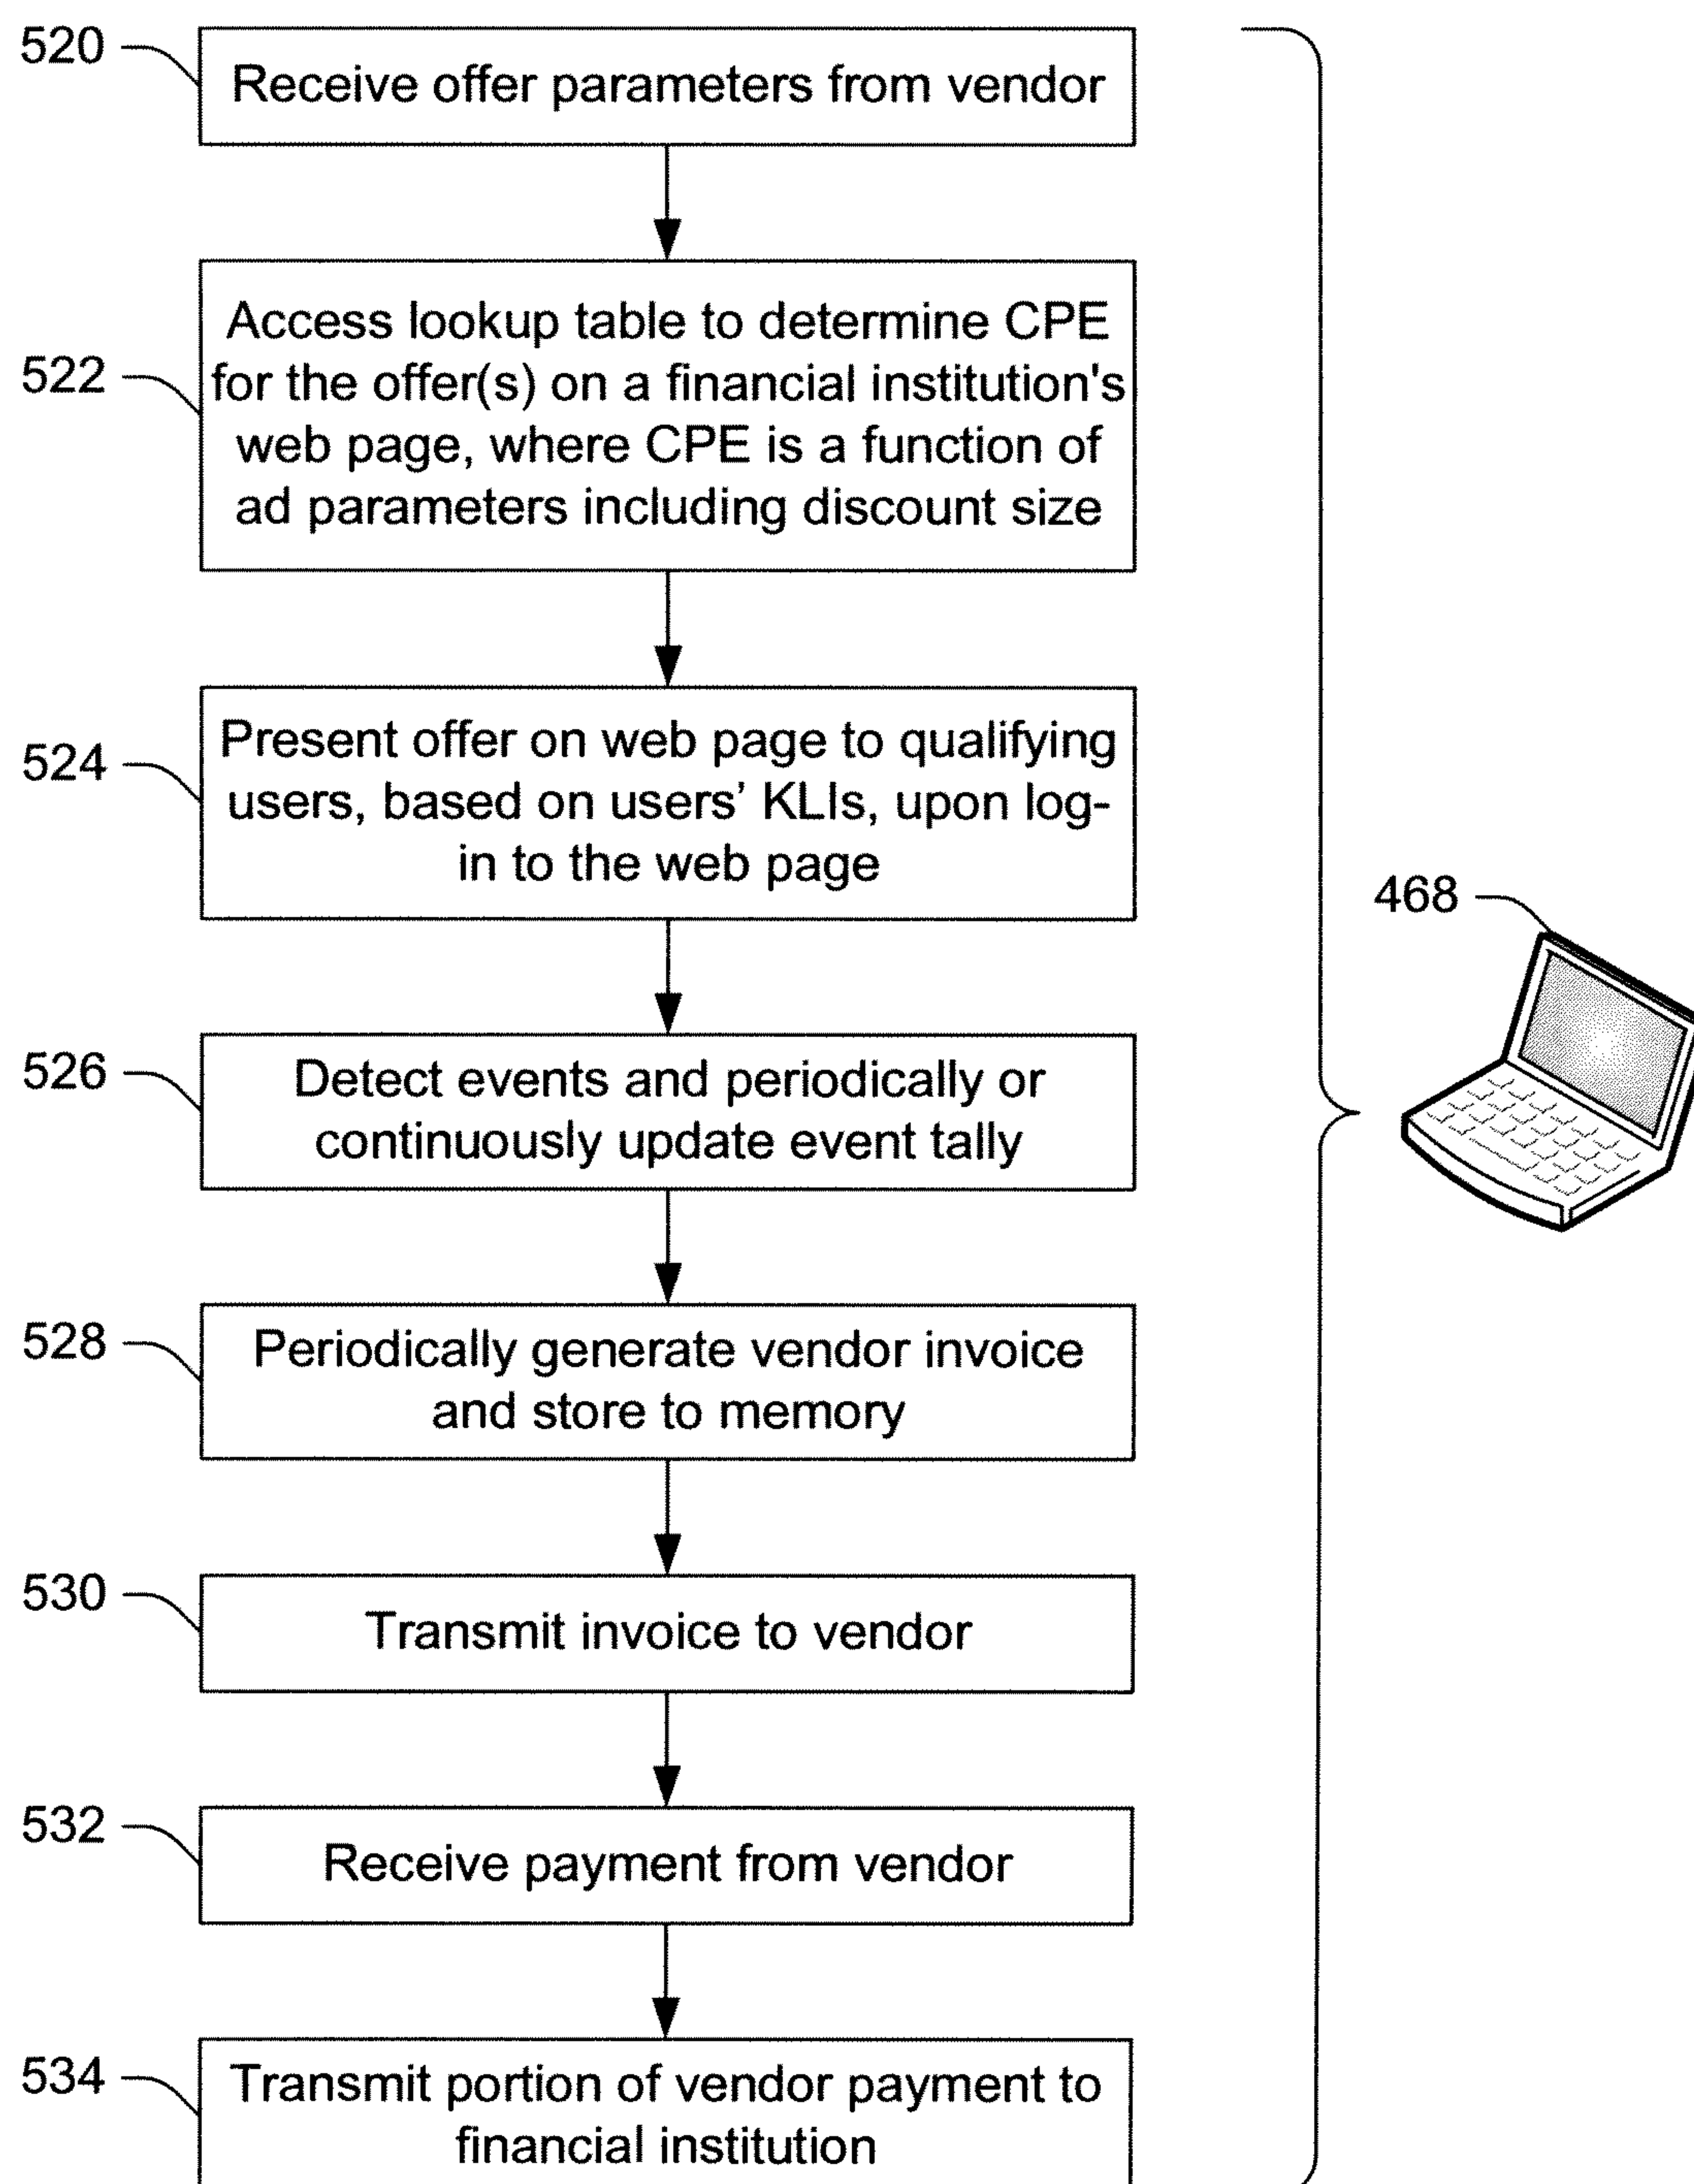 520
Receive offer parameters from vendor
522
Access lookup table to determine CPE
for the offer(s) on a financial institution's
web page, where CPE is a function of
ad parameters including discount size
524
Present offer on web page to qualifying
users, based on users’ KLIs, upon log-
in to the web page
468
526
Detect events and periodically or
continuously update event tally
528
Periodically generate vendor invoice
and store to memory
530
Transmit invoice to vendor
532
Receive payment from vendor
534
Transmit portion of vendor payment to
financial institution